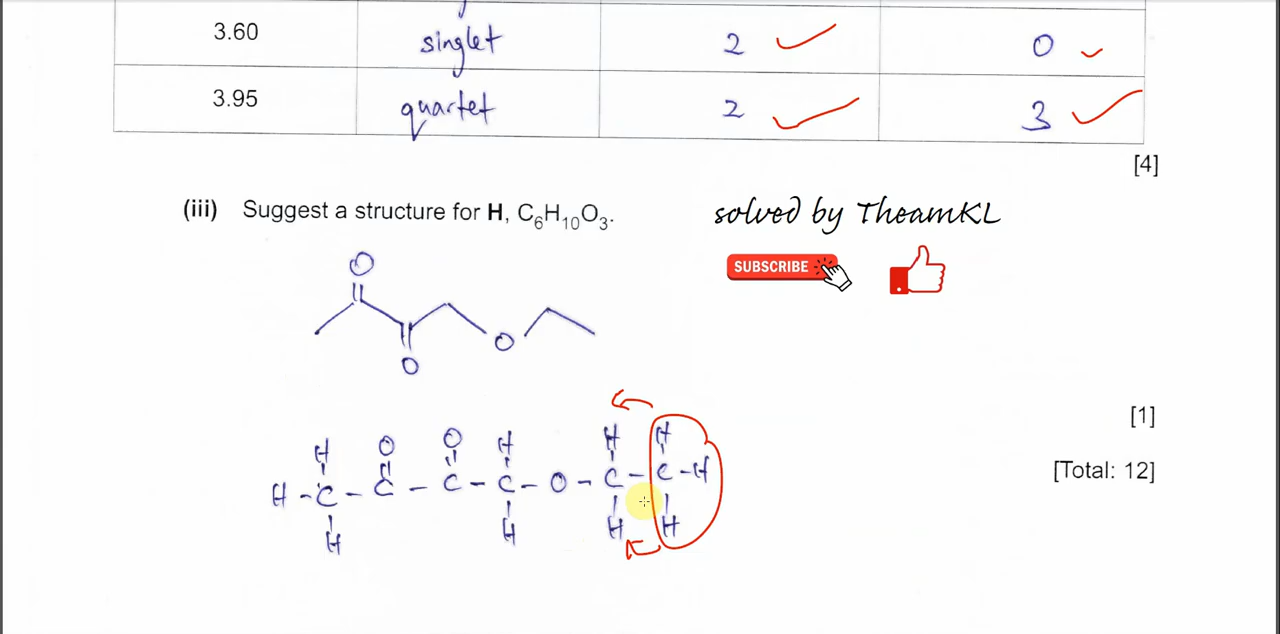 3.60 singlet 2 0
3.95 quartet 2 3
[4]
(iii) Suggest a structure for H, C₆H₁₀O₃.
solved by TheamKL
SUBSCRIBE
O
O
O
[1]
H O O H H H
H - C - C - C - C - O - C - C - H
H H H H
[Total: 12]